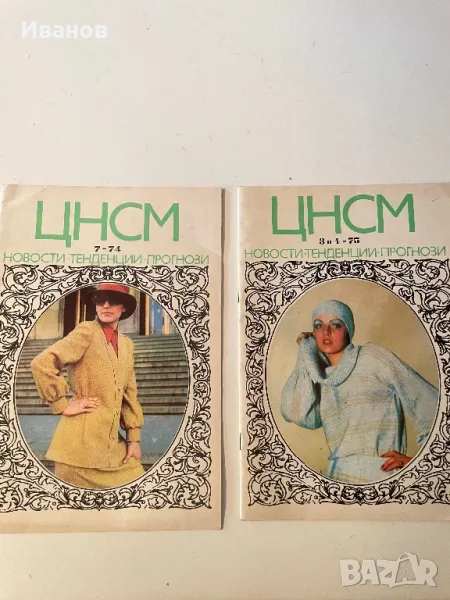 Иванов
ЦНСМ
7-74
НОВОСТИ·ТЕНДЕНЦИИ·ПРОГНОЗИ
ЦНСМ
3 и 4-75
НОВОСТИ·ТЕНДЕНЦИИ·ПРОГНОЗИ
BAZAR